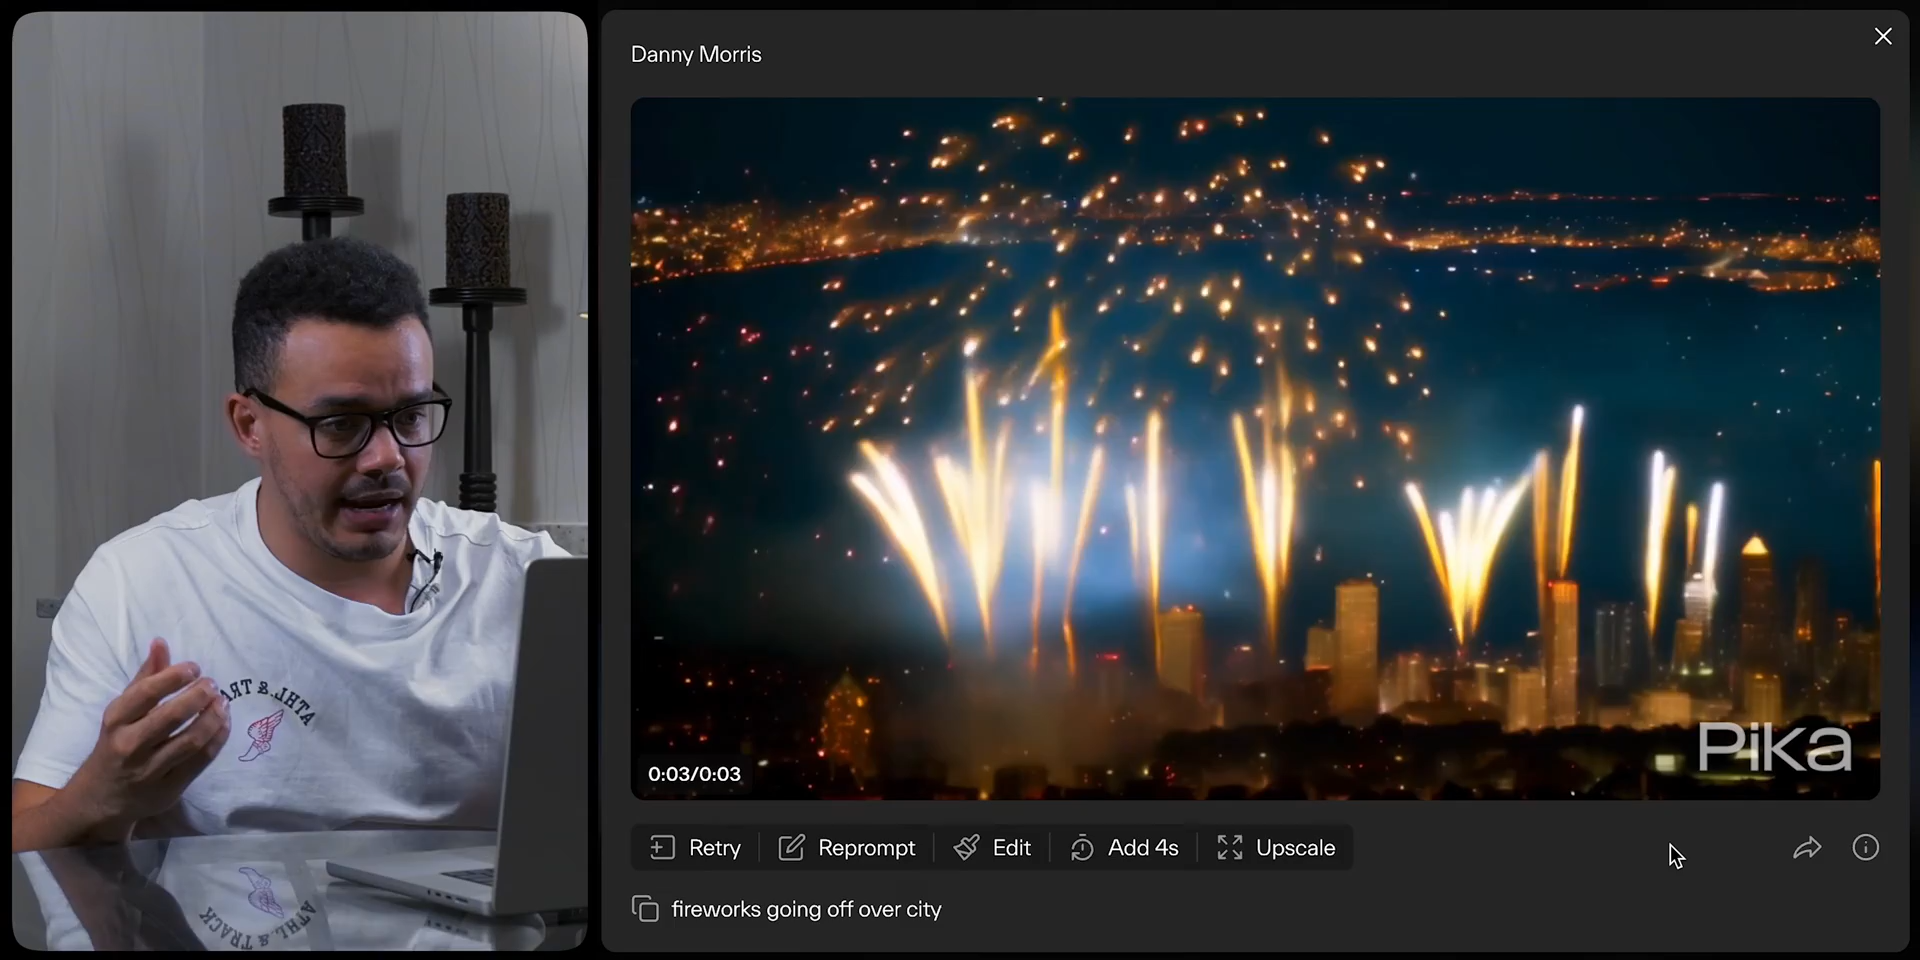 Danny Morris
0:03/0:03
Pika
Retry
Reprompt
Edit
Add 4s
Upscale
fireworks going off over city